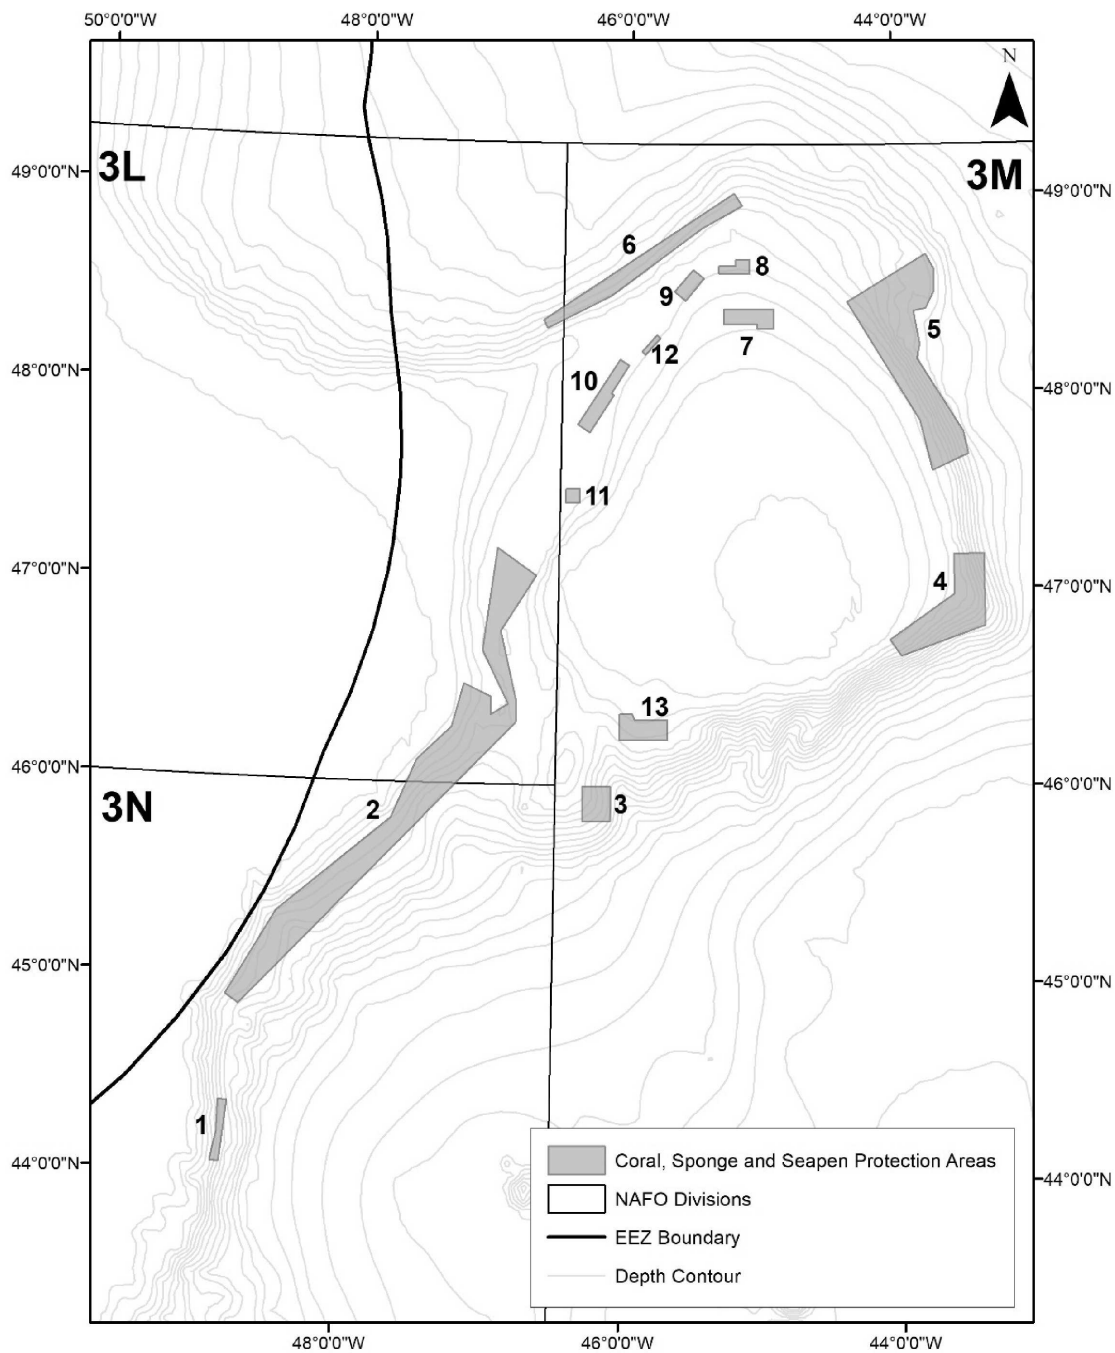 50°0'0"W 48°0'0"W 46°0'0"W 44°0'0"W
N
3L
3M
49°0'0"N
49°0'0"N
6
8
9
5
12
7
48°0'0"N
10
48°0'0"N
11
47°0'0"N
4
47°0'0"N
13
46°0'0"N
46°0'0"N
3N
2
3
45°0'0"N
45°0'0"N
1
44°0'0"N
Coral, Sponge and Seapen Protection Areas
44°0'0"N
NAFO Divisions
EEZ Boundary
Depth Contour
48°0'0"W 46°0'0"W 44°0'0"W